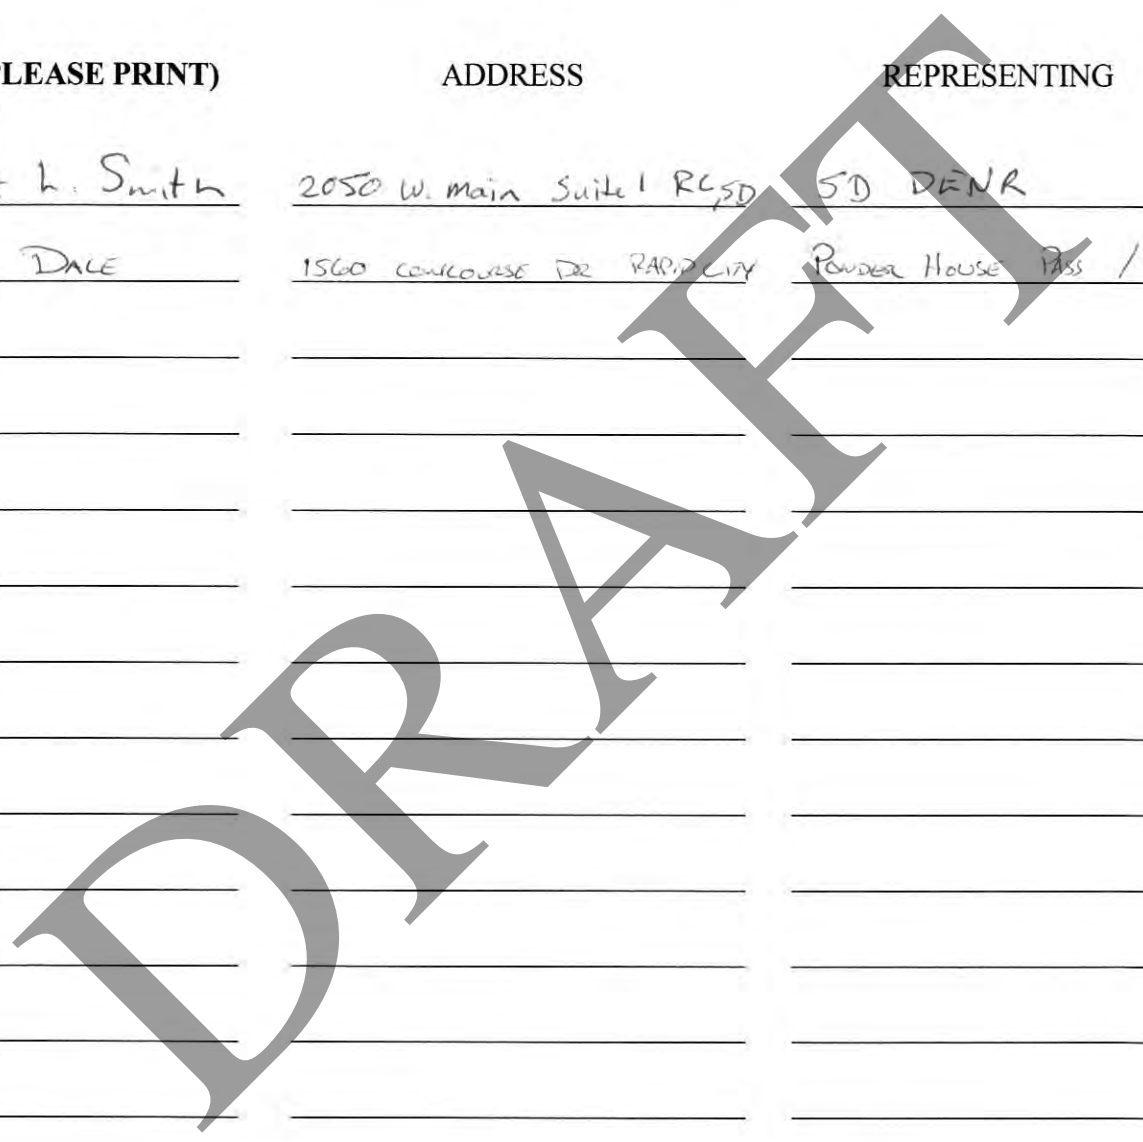 PLEASE PRINT) ADDRESS REPRESENTING
L. Smith 2050 W. Main Suite 1 RC, SD SD DENR
DALE 1560 CONCOURSE DR RAPID CITY POWDER HOUSE PASS /
DRAFT